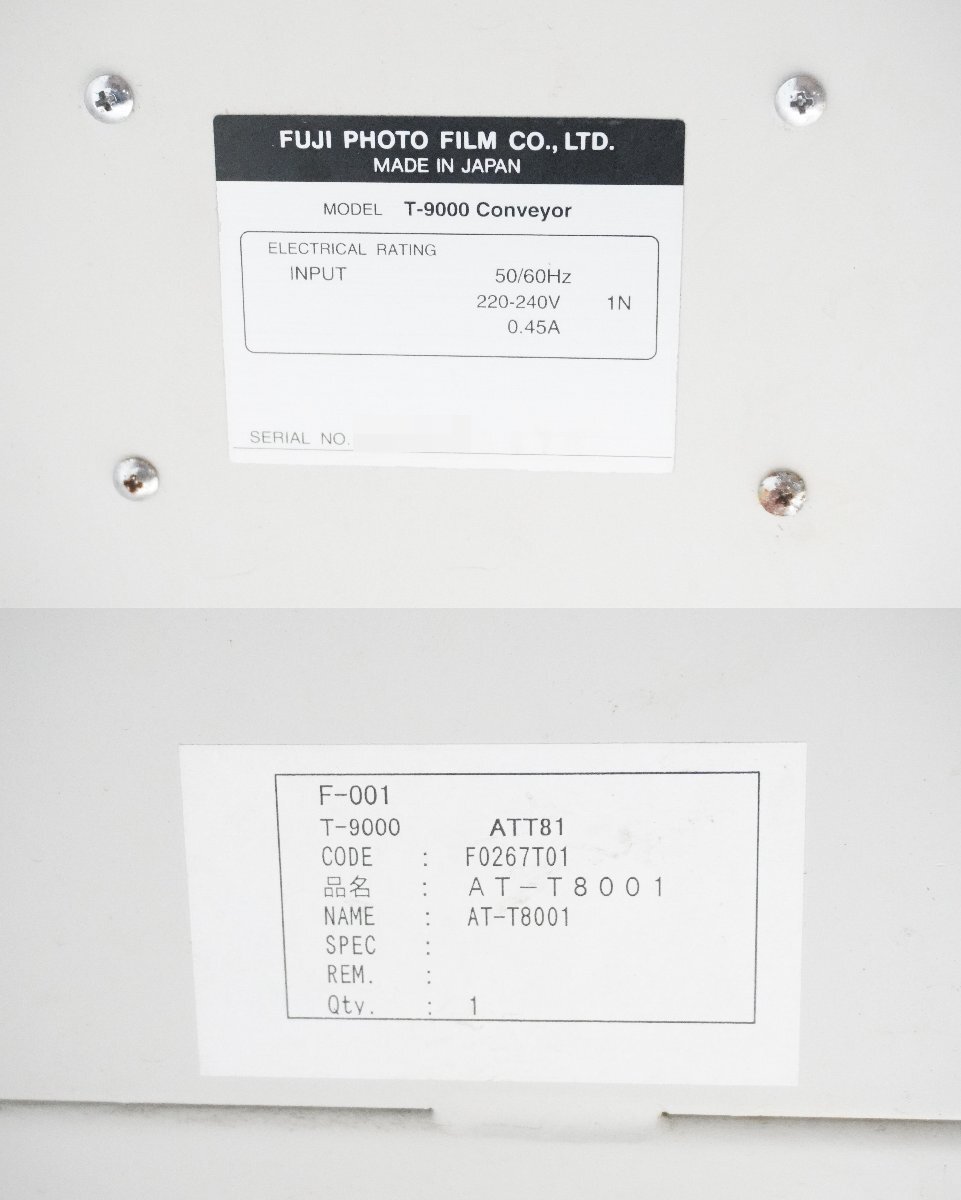 FUJI PHOTO FILM CO., LTD.
MADE IN JAPAN
MODEL T-9000 Conveyor
ELECTRICAL RATING
INPUT 50/60Hz
220-240V 1N
0.45A
SERIAL NO.
F-001
T-9000 ATT81
CODE : F0267T01
品名 : ＡＴ－Ｔ８００１
NAME : AT-T8001
SPEC :
REM. :
Qty. : 1